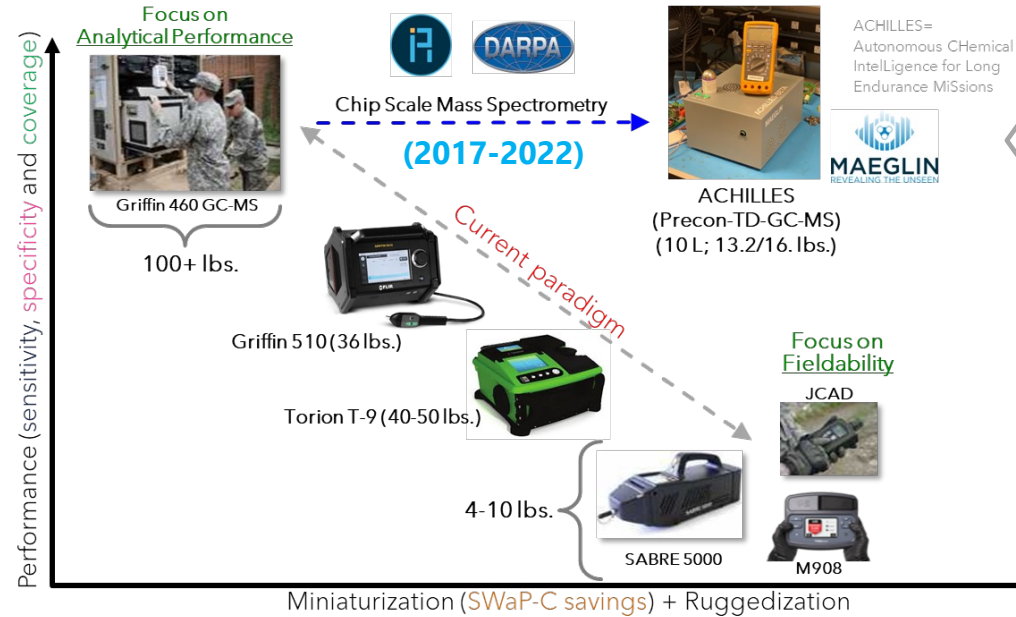 Focus on
Analytical Performance
DARPA
ACHILLES=
Autonomous CHemical
IntelLigence for Long
Endurance MiSsions
Chip Scale Mass Spectrometry
(2017-2022)
MAEGLIN
REVEALING THE UNSEEN
Griffin 460 GC-MS
100+ lbs.
ACHILLES
(Precon-TD-GC-MS)
(10 L; 13.2/16. lbs.)
Current paradigm
Griffin 510 (36 lbs.)
Focus on
Fieldability
JCAD
Torion T-9 (40-50 lbs.)
4-10 lbs.
SABRE 5000
M908
Performance (sensitivity, specificity and coverage)
Miniaturization (SWaP-C savings) + Ruggedization